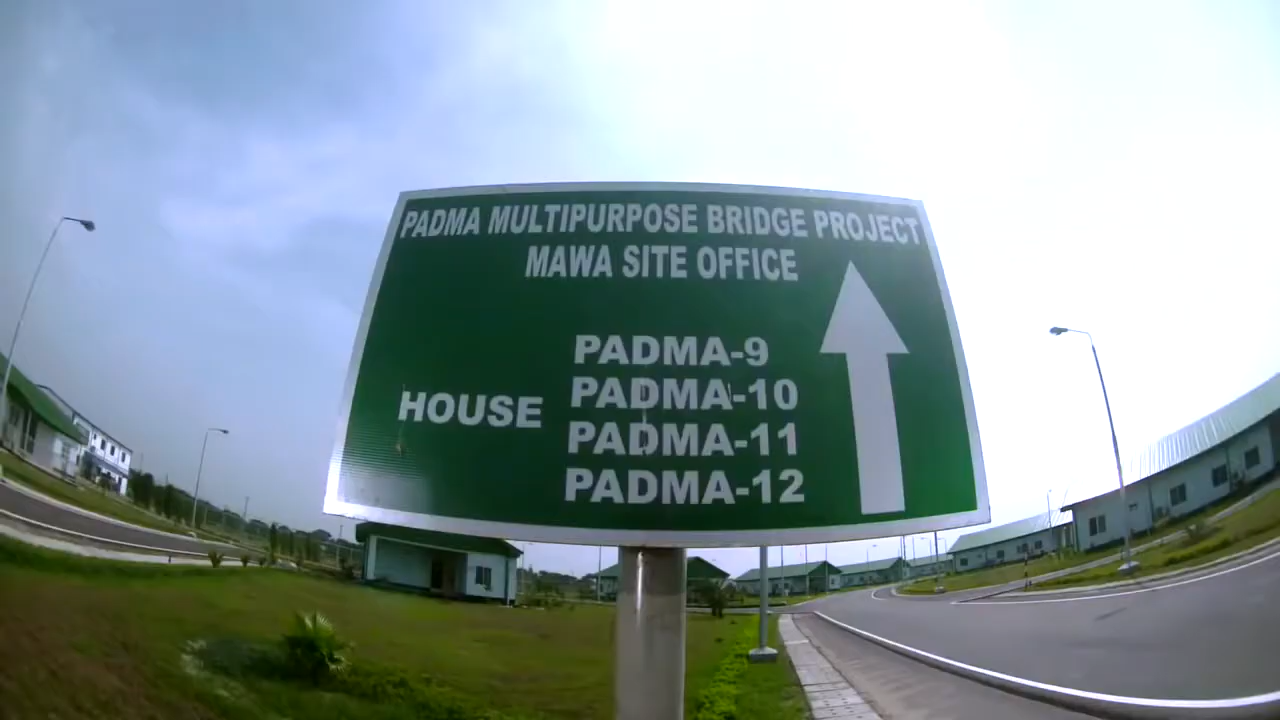 PADMA MULTIPURPOSE BRIDGE PROJECT
MAWA SITE OFFICE
PADMA-9
PADMA-10
HOUSE
PADMA-11
PADMA-12